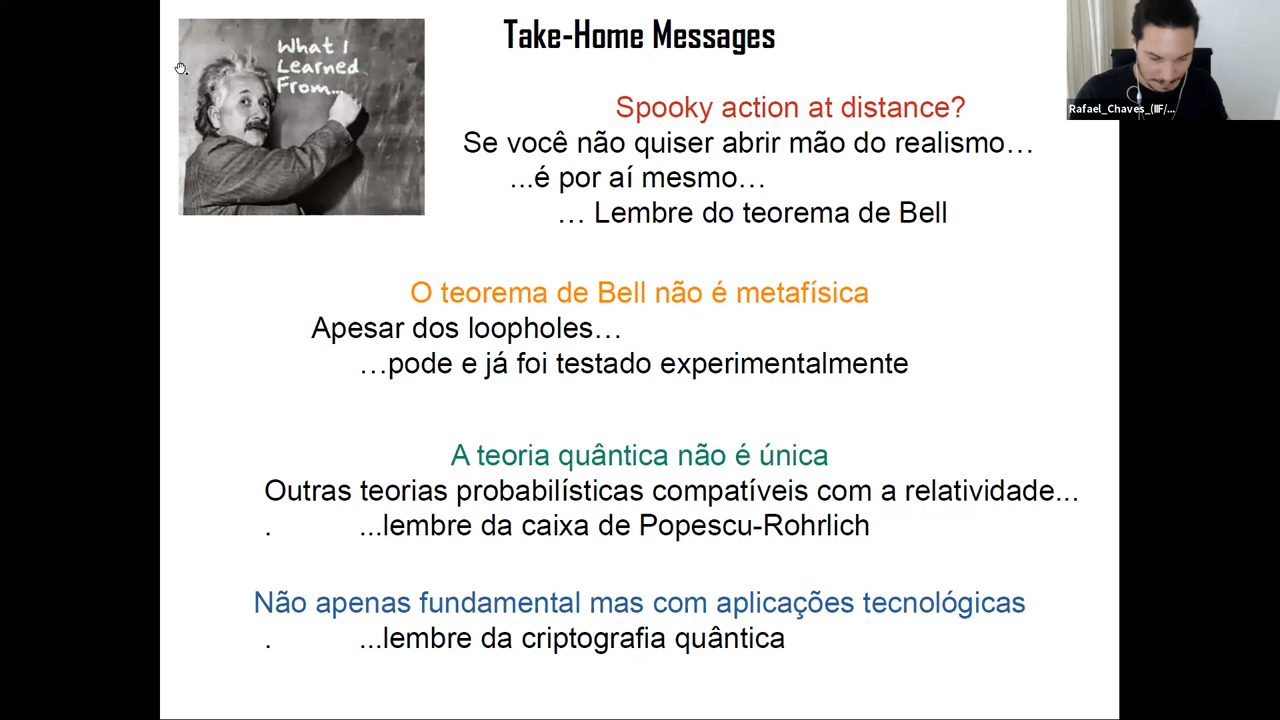 Take-Home Messages
What I
Learned
From...
Rafael_Chaves_(IIF/...
Spooky action at distance?
Se você não quiser abrir mão do realismo…
...é por aí mesmo…
… Lembre do teorema de Bell
O teorema de Bell não é metafísica
Apesar dos loopholes…
…pode e já foi testado experimentalmente
A teoria quântica não é única
Outras teorias probabilísticas compatíveis com a relatividade...
. ...lembre da caixa de Popescu-Rohrlich
Não apenas fundamental mas com aplicações tecnológicas
. ...lembre da criptografia quântica